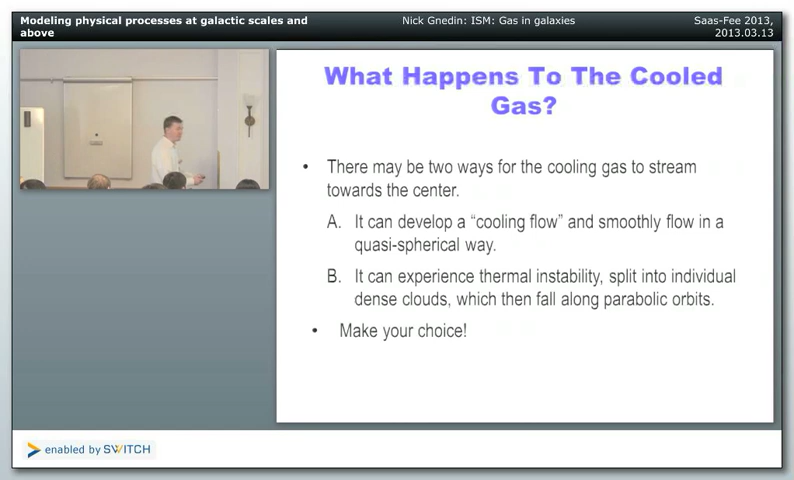 Modeling physical processes at galactic scales and
above
Nick Gnedin: ISM: Gas in galaxies
Saas-Fee 2013,
2013.03.13
What Happens To The Cooled
Gas?
• There may be two ways for the cooling gas to stream
towards the center.
A. It can develop a “cooling flow” and smoothly flow in a
quasi-spherical way.
B. It can experience thermal instability, split into individual
dense clouds, which then fall along parabolic orbits.
• Make your choice!
enabled by SWITCH